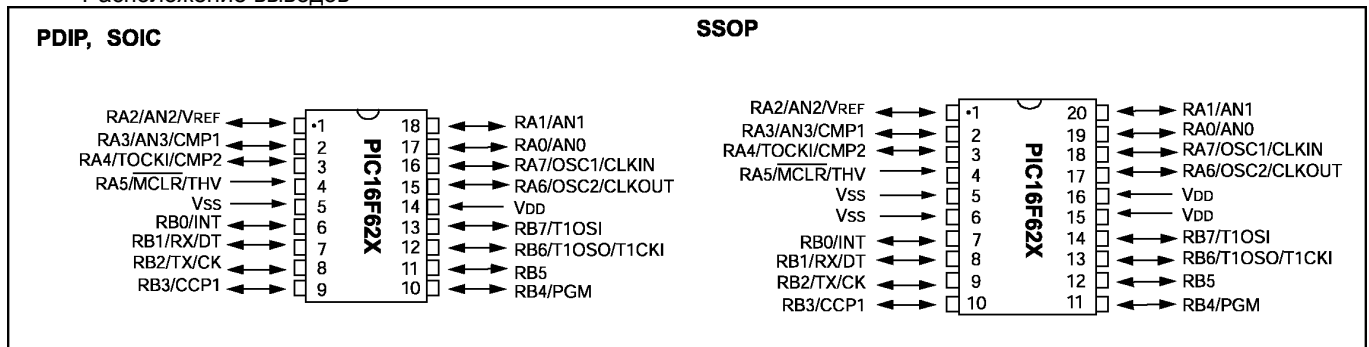 Расположение выводов
PDIP, SOIC
RA2/AN2/VREF
RA3/AN3/CMP1
RA4/TOCKI/CMP2
RA5/MCLR/THV
Vss
RB0/INT
RB1/RX/DT
RB2/TX/CK
RB3/CCP1
•1
2
3
4
5
6
7
8
9
PIC16F62X
18
17
16
15
14
13
12
11
10
RA1/AN1
RA0/AN0
RA7/OSC1/CLKIN
RA6/OSC2/CLKOUT
VDD
RB7/T1OSI
RB6/T1OSO/T1CKI
RB5
RB4/PGM
SSOP
RA2/AN2/VREF
RA3/AN3/CMP1
RA4/TOCKI/CMP2
RA5/MCLR/THV
Vss
Vss
RB0/INT
RB1/RX/DT
RB2/TX/CK
RB3/CCP1
•1
2
3
4
5
6
7
8
9
10
PIC16F62X
20
19
18
17
16
15
14
13
12
11
RA1/AN1
RA0/AN0
RA7/OSC1/CLKIN
RA6/OSC2/CLKOUT
VDD
VDD
RB7/T1OSI
RB6/T1OSO/T1CKI
RB5
RB4/PGM